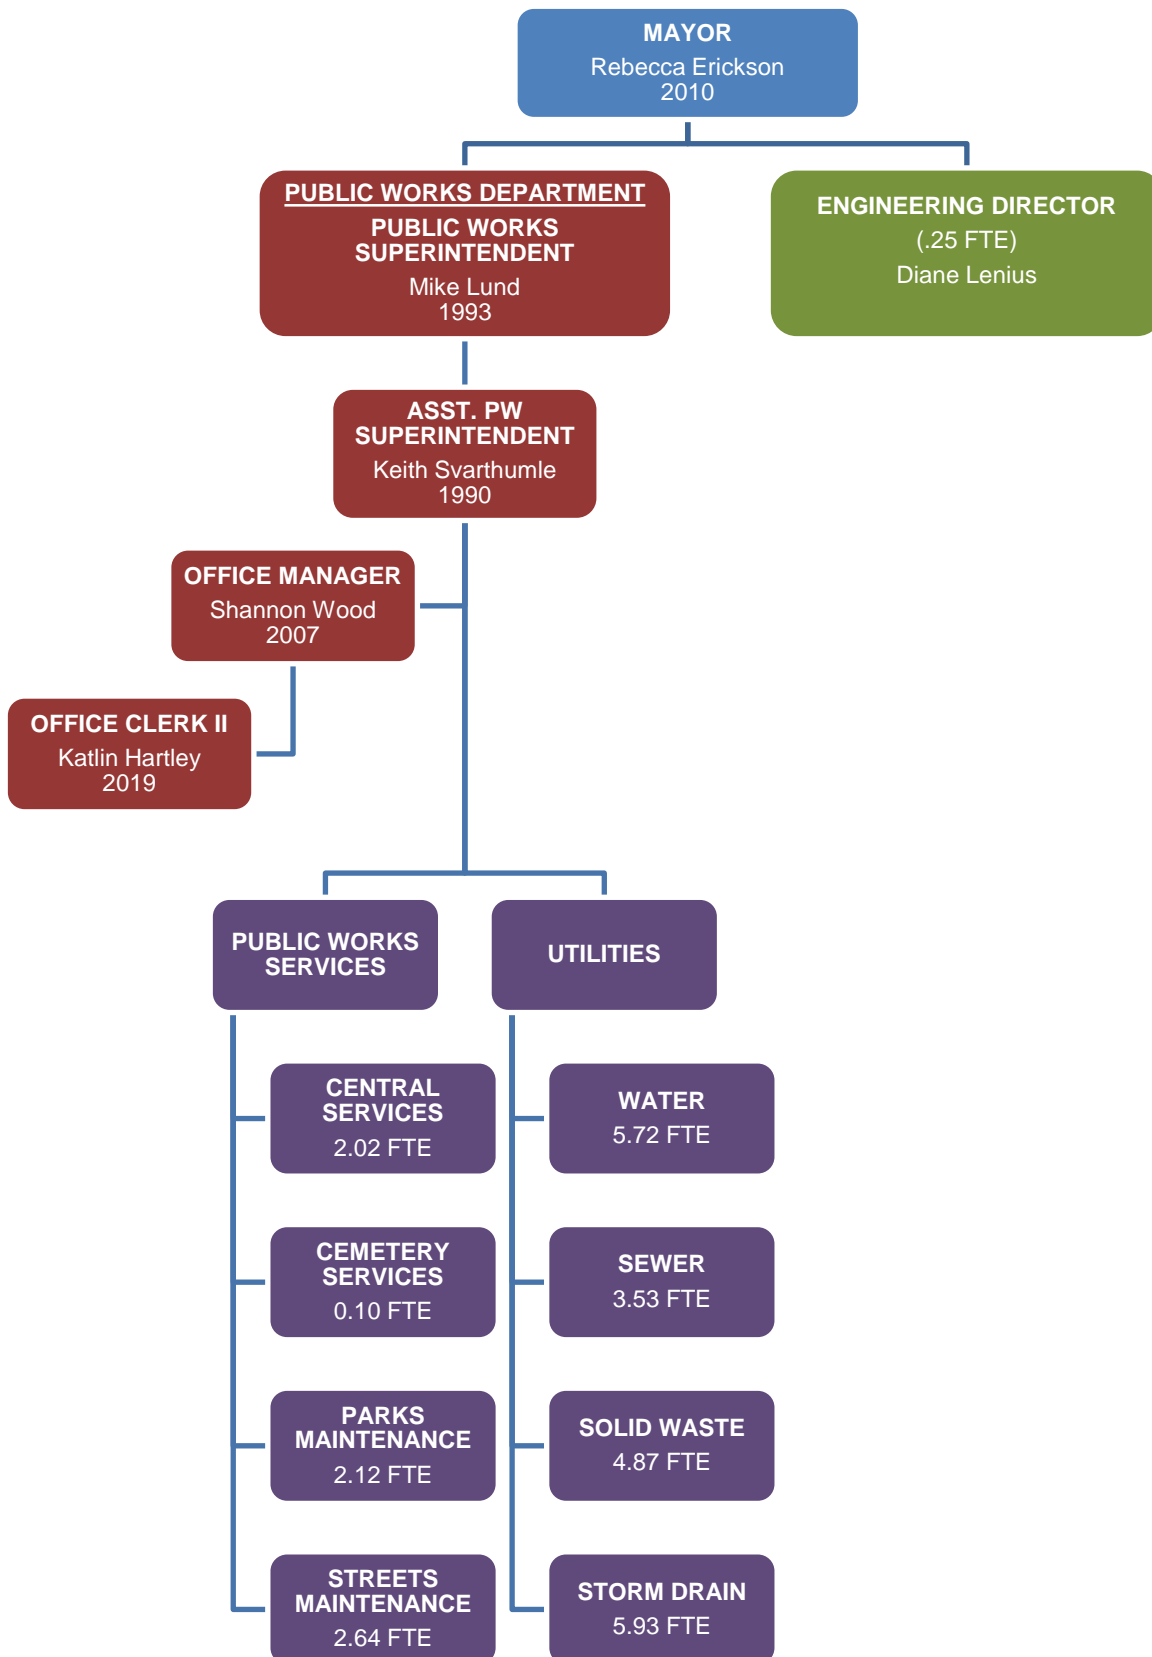 MAYOR
Rebecca Erickson
2010
PUBLIC WORKS DEPARTMENT
PUBLIC WORKS
SUPERINTENDENT
Mike Lund
1993
ENGINEERING DIRECTOR
(.25 FTE)
Diane Lenius
ASST. PW
SUPERINTENDENT
Keith Svarthumle
1990
OFFICE MANAGER
Shannon Wood
2007
OFFICE CLERK II
Katlin Hartley
2019
PUBLIC WORKS
SERVICES
UTILITIES
CENTRAL
SERVICES
2.02 FTE
WATER
5.72 FTE
CEMETERY
SERVICES
0.10 FTE
SEWER
3.53 FTE
PARKS
MAINTENANCE
2.12 FTE
SOLID WASTE
4.87 FTE
STREETS
MAINTENANCE
2.64 FTE
STORM DRAIN
5.93 FTE